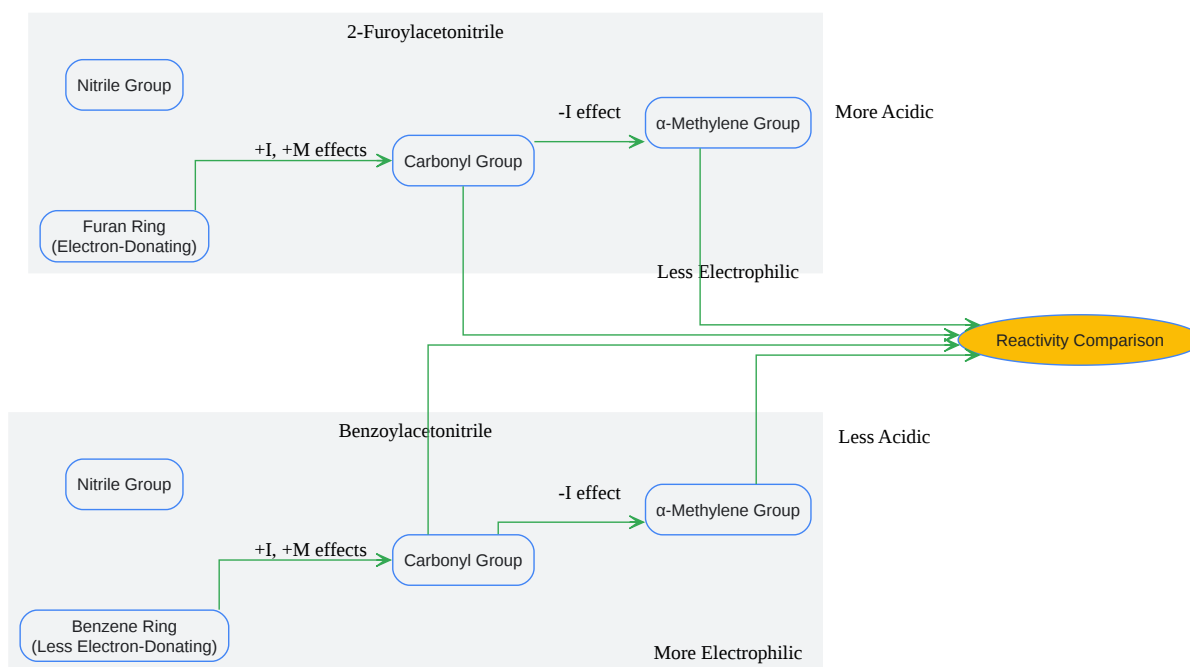 2-Furoylacetonitrile
Nitrile Group
-I effect
α-Methylene Group
More Acidic
+I, +M effects
Carbonyl Group
Furan Ring
(Electron-Donating)
Less Electrophilic
Reactivity Comparison
Benzoylacetonitrile
Less Acidic
Nitrile Group
-I effect
α-Methylene Group
+I, +M effects
Carbonyl Group
Benzene Ring
(Less Electron-Donating)
More Electrophilic